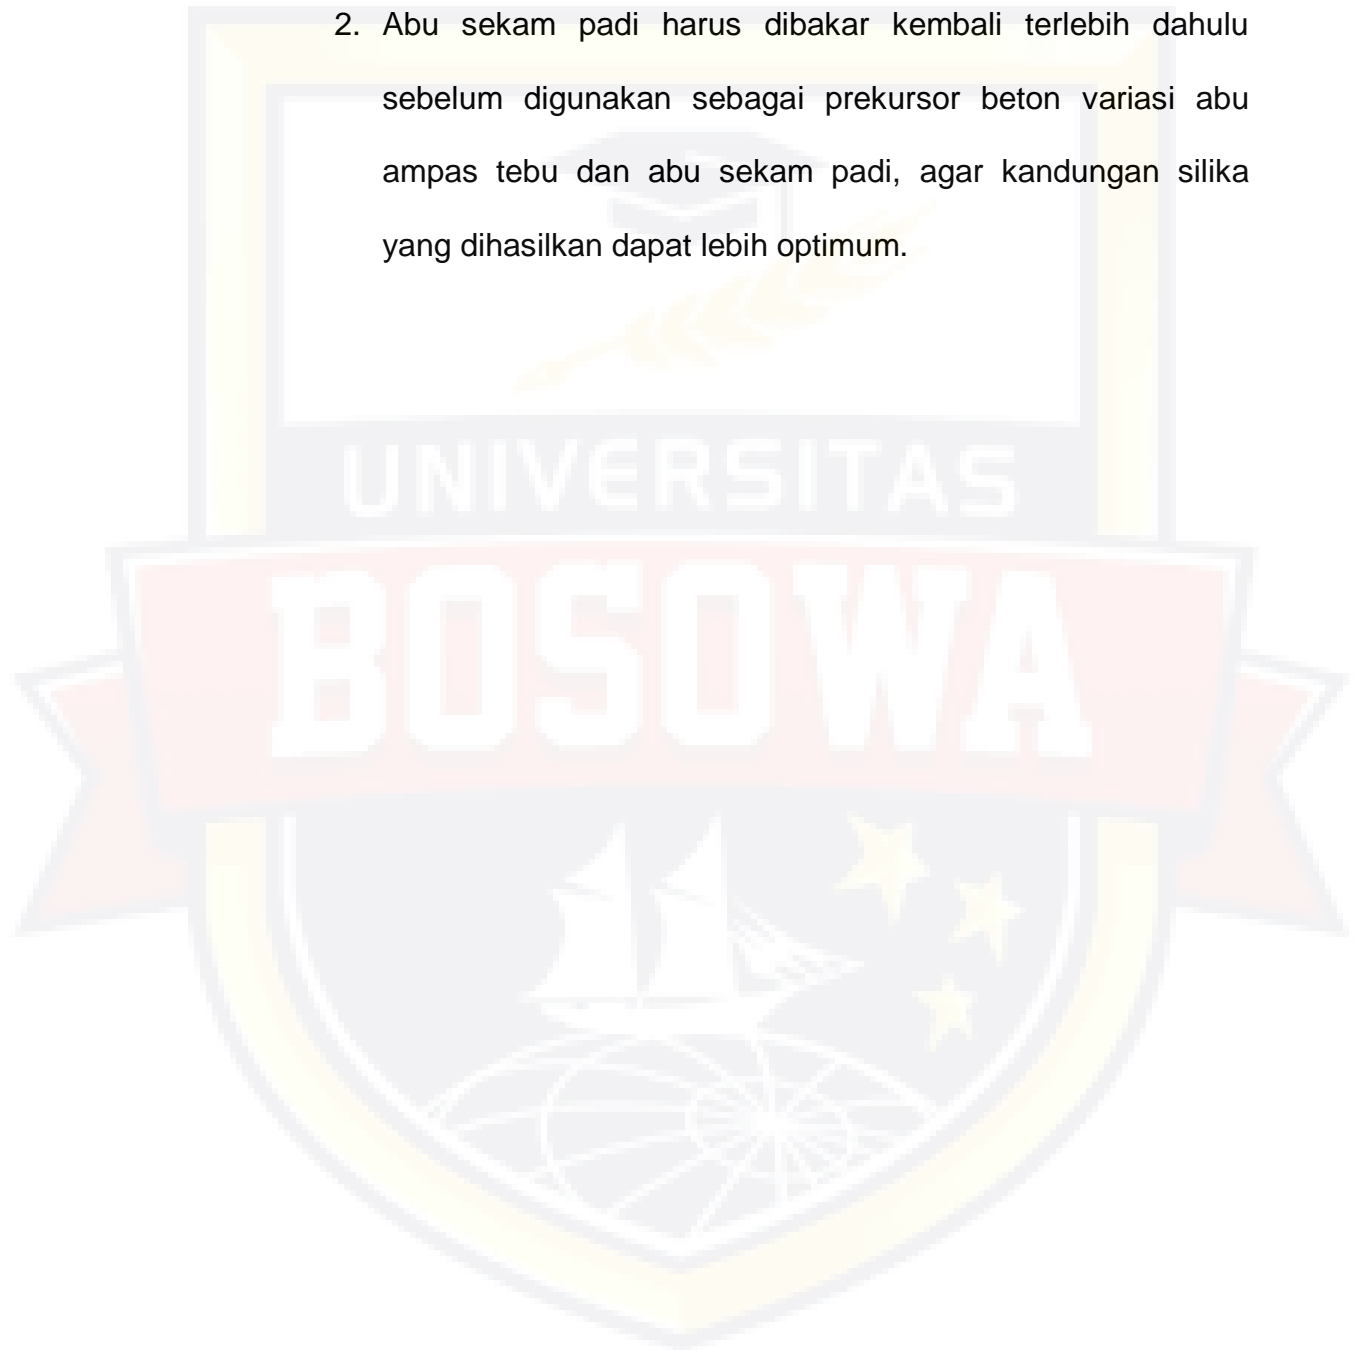 2. Abu sekam padi harus dibakar kembali terlebih dahulu
sebelum digunakan sebagai prekursor beton variasi abu
ampas tebu dan abu sekam padi, agar kandungan silika
yang dihasilkan dapat lebih optimum.
UNIVERSITAS
BOSOWA